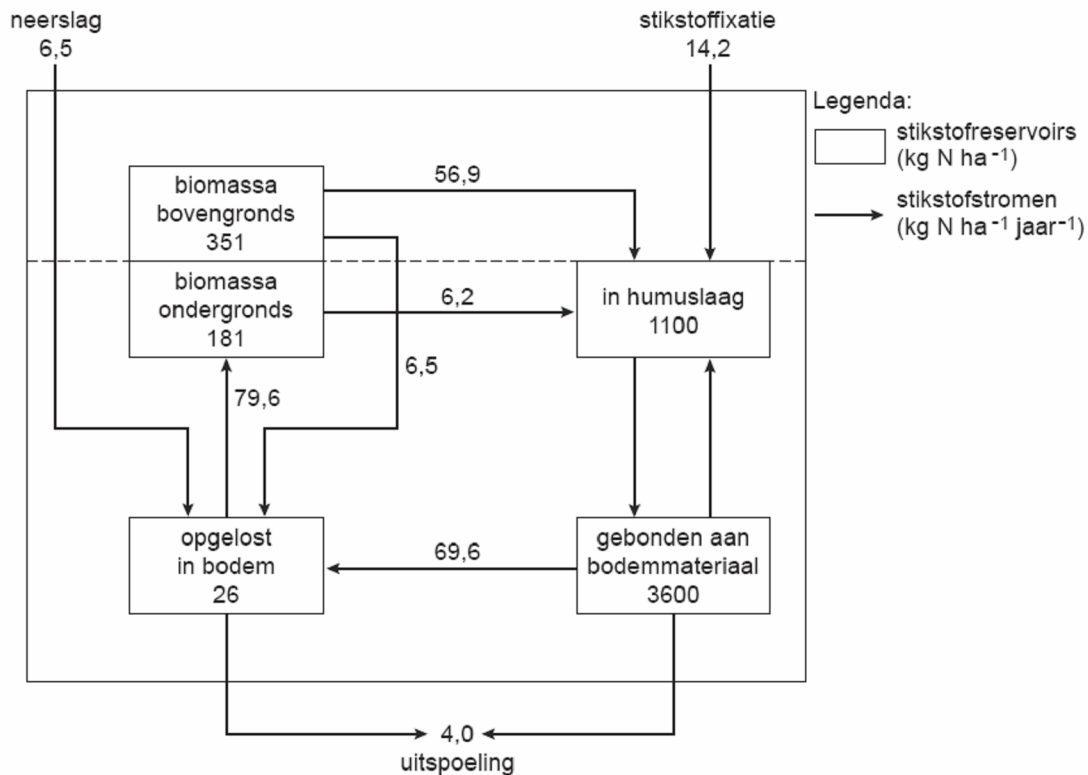 neerslag
6,5
stikstoffixatie
14,2
Legenda:
stikstofreservoirs
(kg N ha⁻¹)
stikstofstromen
(kg N ha⁻¹ jaar⁻¹)
biomassa
bovengronds
351
56,9
biomassa
ondergronds
181
6,2
in humuslaag
1100
6,5
79,6
opgelost
in bodem
26
69,6
gebonden aan
bodemmateriaal
3600
4,0
uitspoeling